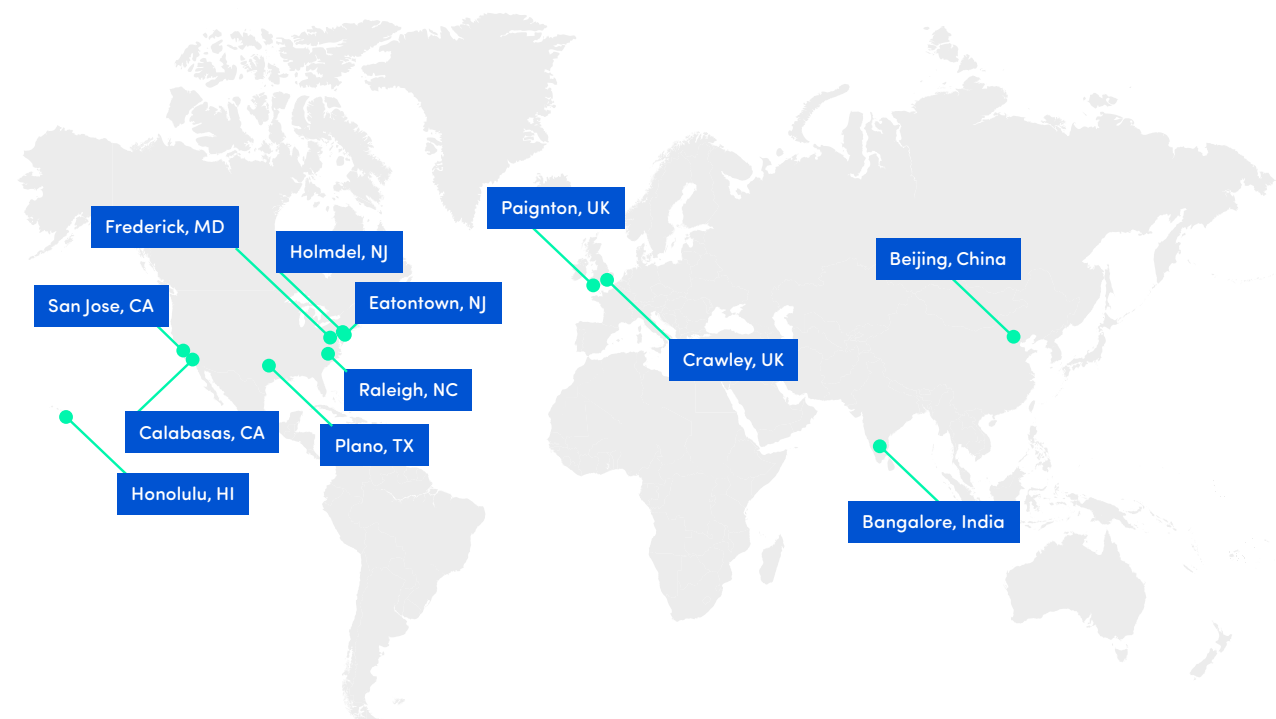 Paignton, UK
Frederick, MD
Holmdel, NJ
Beijing, China
San Jose, CA
Eatontown, NJ
Crawley, UK
Raleigh, NC
Calabasas, CA
Plano, TX
Honolulu, HI
Bangalore, India